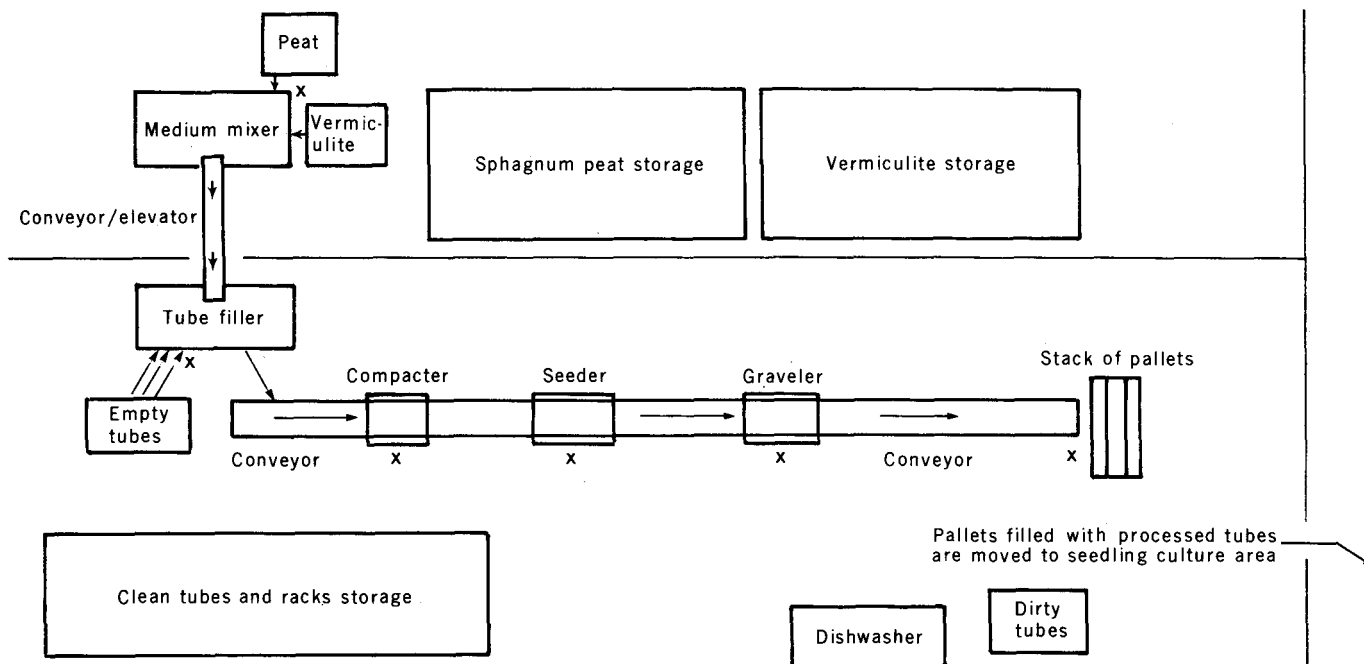 Peat
x
Medium mixer
Vermic-
ulite
Sphagnum peat storage
Vermiculite storage
Conveyor/elevator
Tube filler
x
Stack of pallets
Compacter
Seeder
Graveler
Empty
tubes
Conveyor
x
x
x
Conveyor
x
Pallets filled with processed tubes
are moved to seedling culture area
Clean tubes and racks storage
Dishwasher
Dirty
tubes